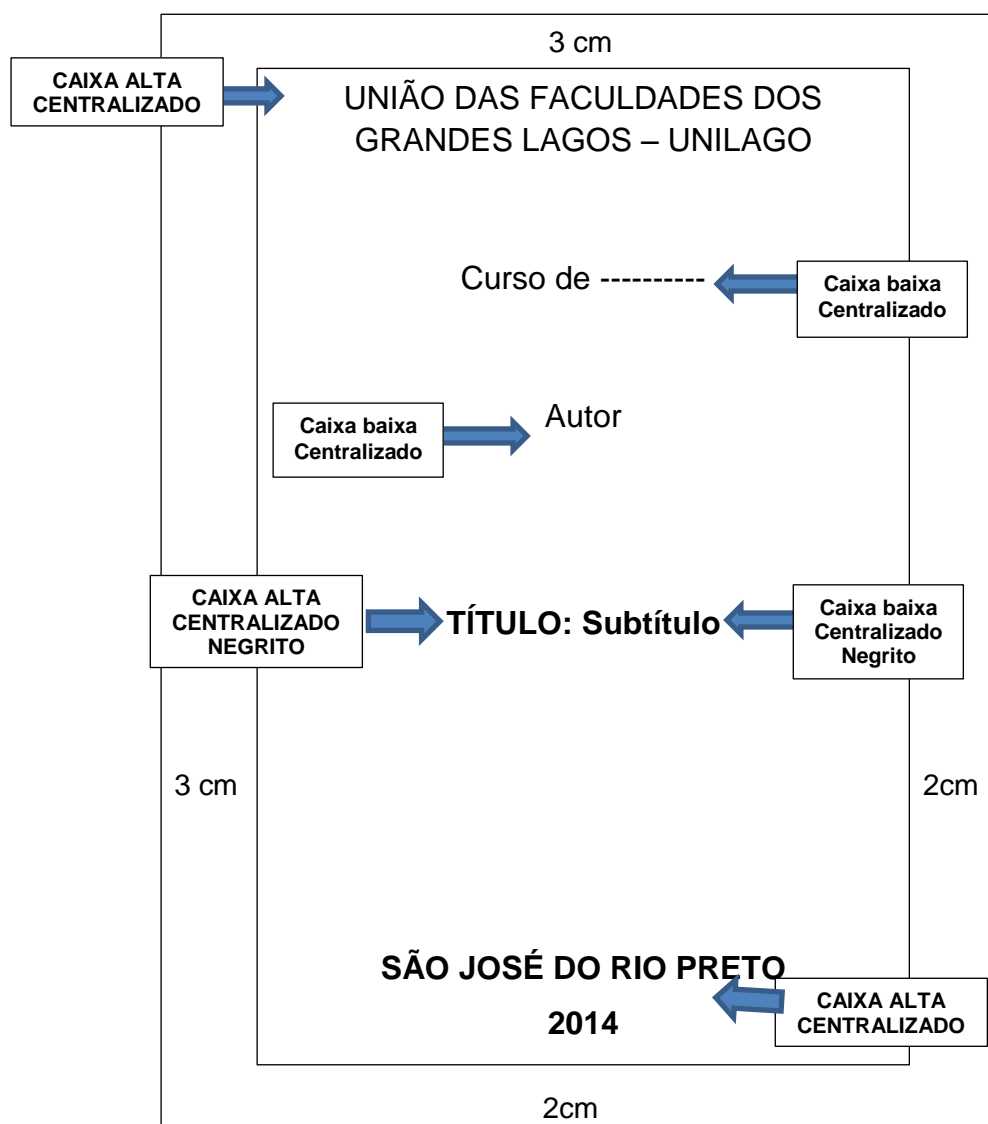 3 cm
CAIXA ALTA
CENTRALIZADO
UNIÃO DAS FACULDADES DOS
GRANDES LAGOS – UNILAGO
Curso de ----------
Caixa baixa
Centralizado
Caixa baixa
Centralizado
Autor
CAIXA ALTA
CENTRALIZADO
NEGRITO
TÍTULO: Subtítulo
Caixa baixa
Centralizado
Negrito
3 cm
2cm
SÃO JOSÉ DO RIO PRETO
2014
CAIXA ALTA
CENTRALIZADO
2cm